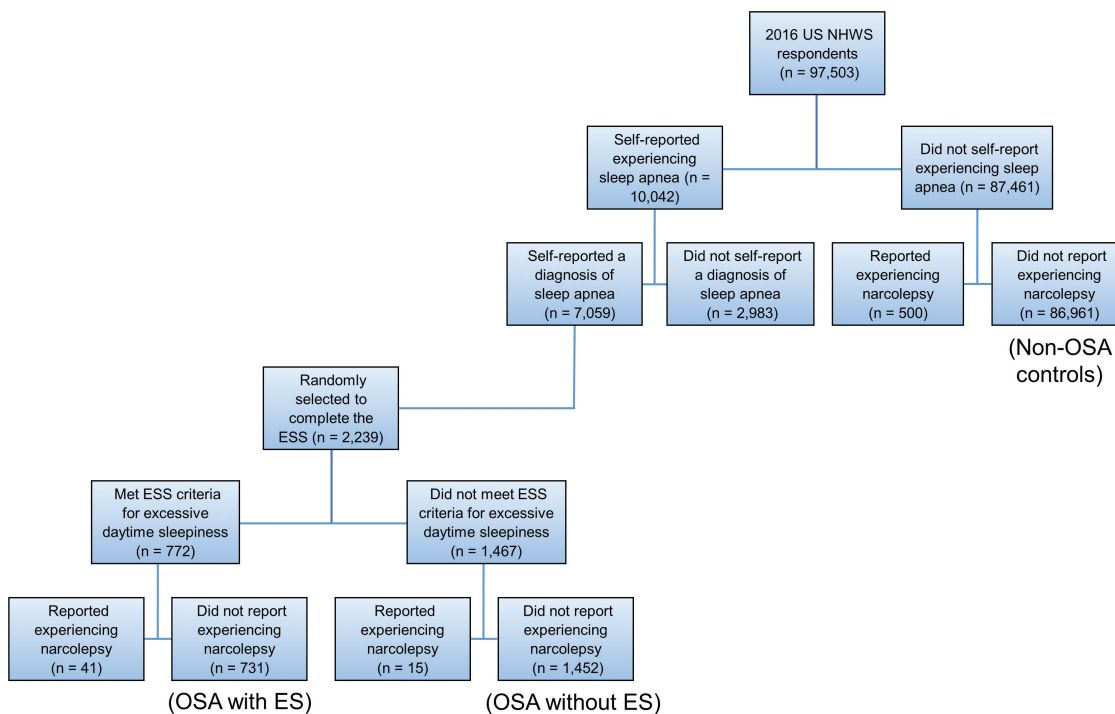 2016 US NHWS
respondents
(n = 97,503)
Self-reported
experiencing
sleep apnea (n =
10,042)
Did not self-report
experiencing sleep
apnea (n = 87,461)
Self-reported a
diagnosis of
sleep apnea
(n = 7,059)
Did not self-report
a diagnosis of
sleep apnea
(n = 2,983)
Reported
experiencing
narcolepsy
(n = 500)
Did not report
experiencing
narcolepsy
(n = 86,961)
(Non-OSA
controls)
Randomly
selected to
complete the
ESS (n = 2,239)
Met ESS criteria
for excessive
daytime sleepiness
(n = 772)
Did not meet ESS
criteria for excessive
daytime sleepiness
(n = 1,467)
Reported
experiencing
narcolepsy
(n = 41)
Did not report
experiencing
narcolepsy
(n = 731)
(OSA with ES)
Reported
experiencing
narcolepsy
(n = 15)
Did not report
experiencing
narcolepsy
(n = 1,452)
(OSA without ES)